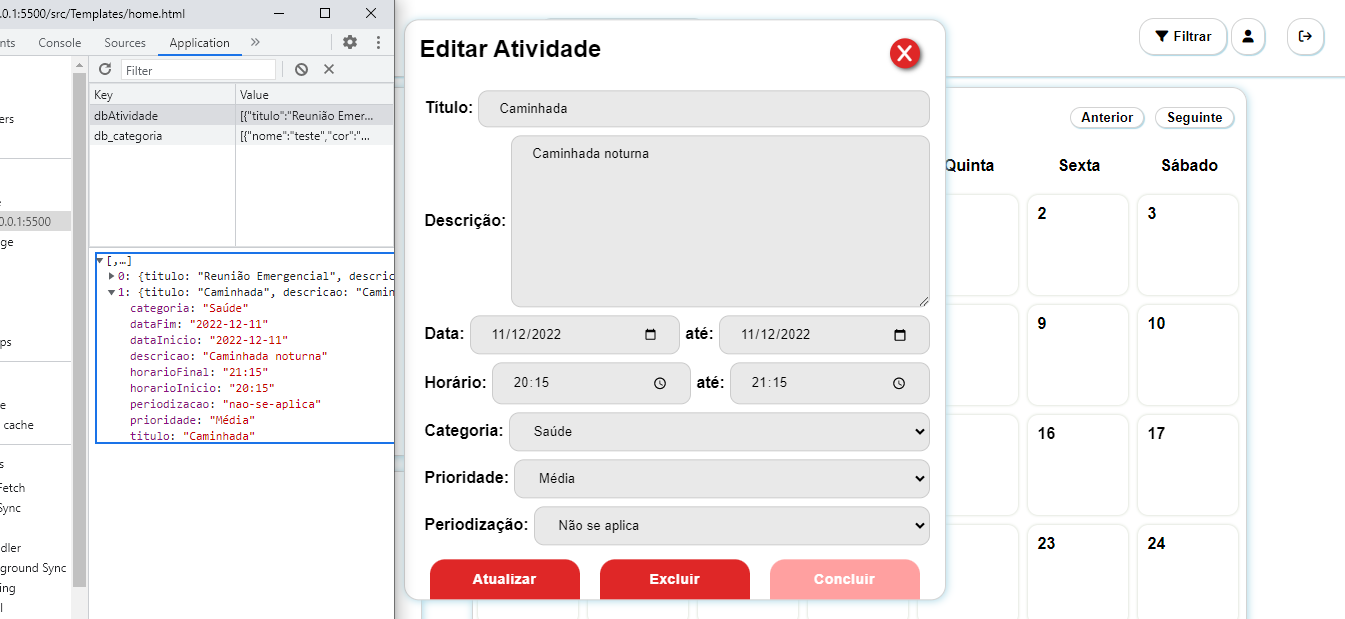 0.0.1:5500/src/Templates/home.html
nts Console Sources Application
Filter
Key Value
dbAtividade [{"titulo":"Reunião Emer...
db_categoria [{"nome":"teste","cor":"...
ers
0.0.1:5500
ge
ps
e
cache
s
Fetch
Sync
dler
ground Sync
ing
[,…]
0: {titulo: "Reunião Emergencial", descric
1: {titulo: "Caminhada", descricao: "Camin
categoria: "Saúde"
dataFim: "2022-12-11"
dataInicio: "2022-12-11"
descricao: "Caminhada noturna"
horarioFinal: "21:15"
horarioInicio: "20:15"
periodizacao: "nao-se-aplica"
prioridade: "Média"
titulo: "Caminhada"
Editar Atividade
Título: Caminhada
Descrição: Caminhada noturna
Data: 11/12/2022 até: 11/12/2022
Horário: 20:15 até: 21:15
Categoria: Saúde
Prioridade: Média
Periodização: Não se aplica
Atualizar Excluir Concluir
Filtrar
Anterior Seguinte
Quinta Sexta Sábado
2 3
9 10
16 17
23 24